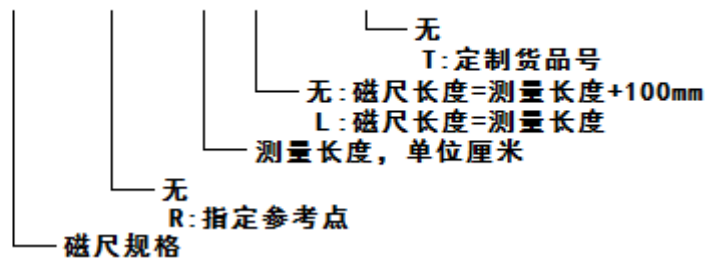 无
T:定制货品号
无:磁尺长度=测量长度+100mm
L:磁尺长度=测量长度
测量长度，单位厘米
无
R:指定参考点
磁尺规格